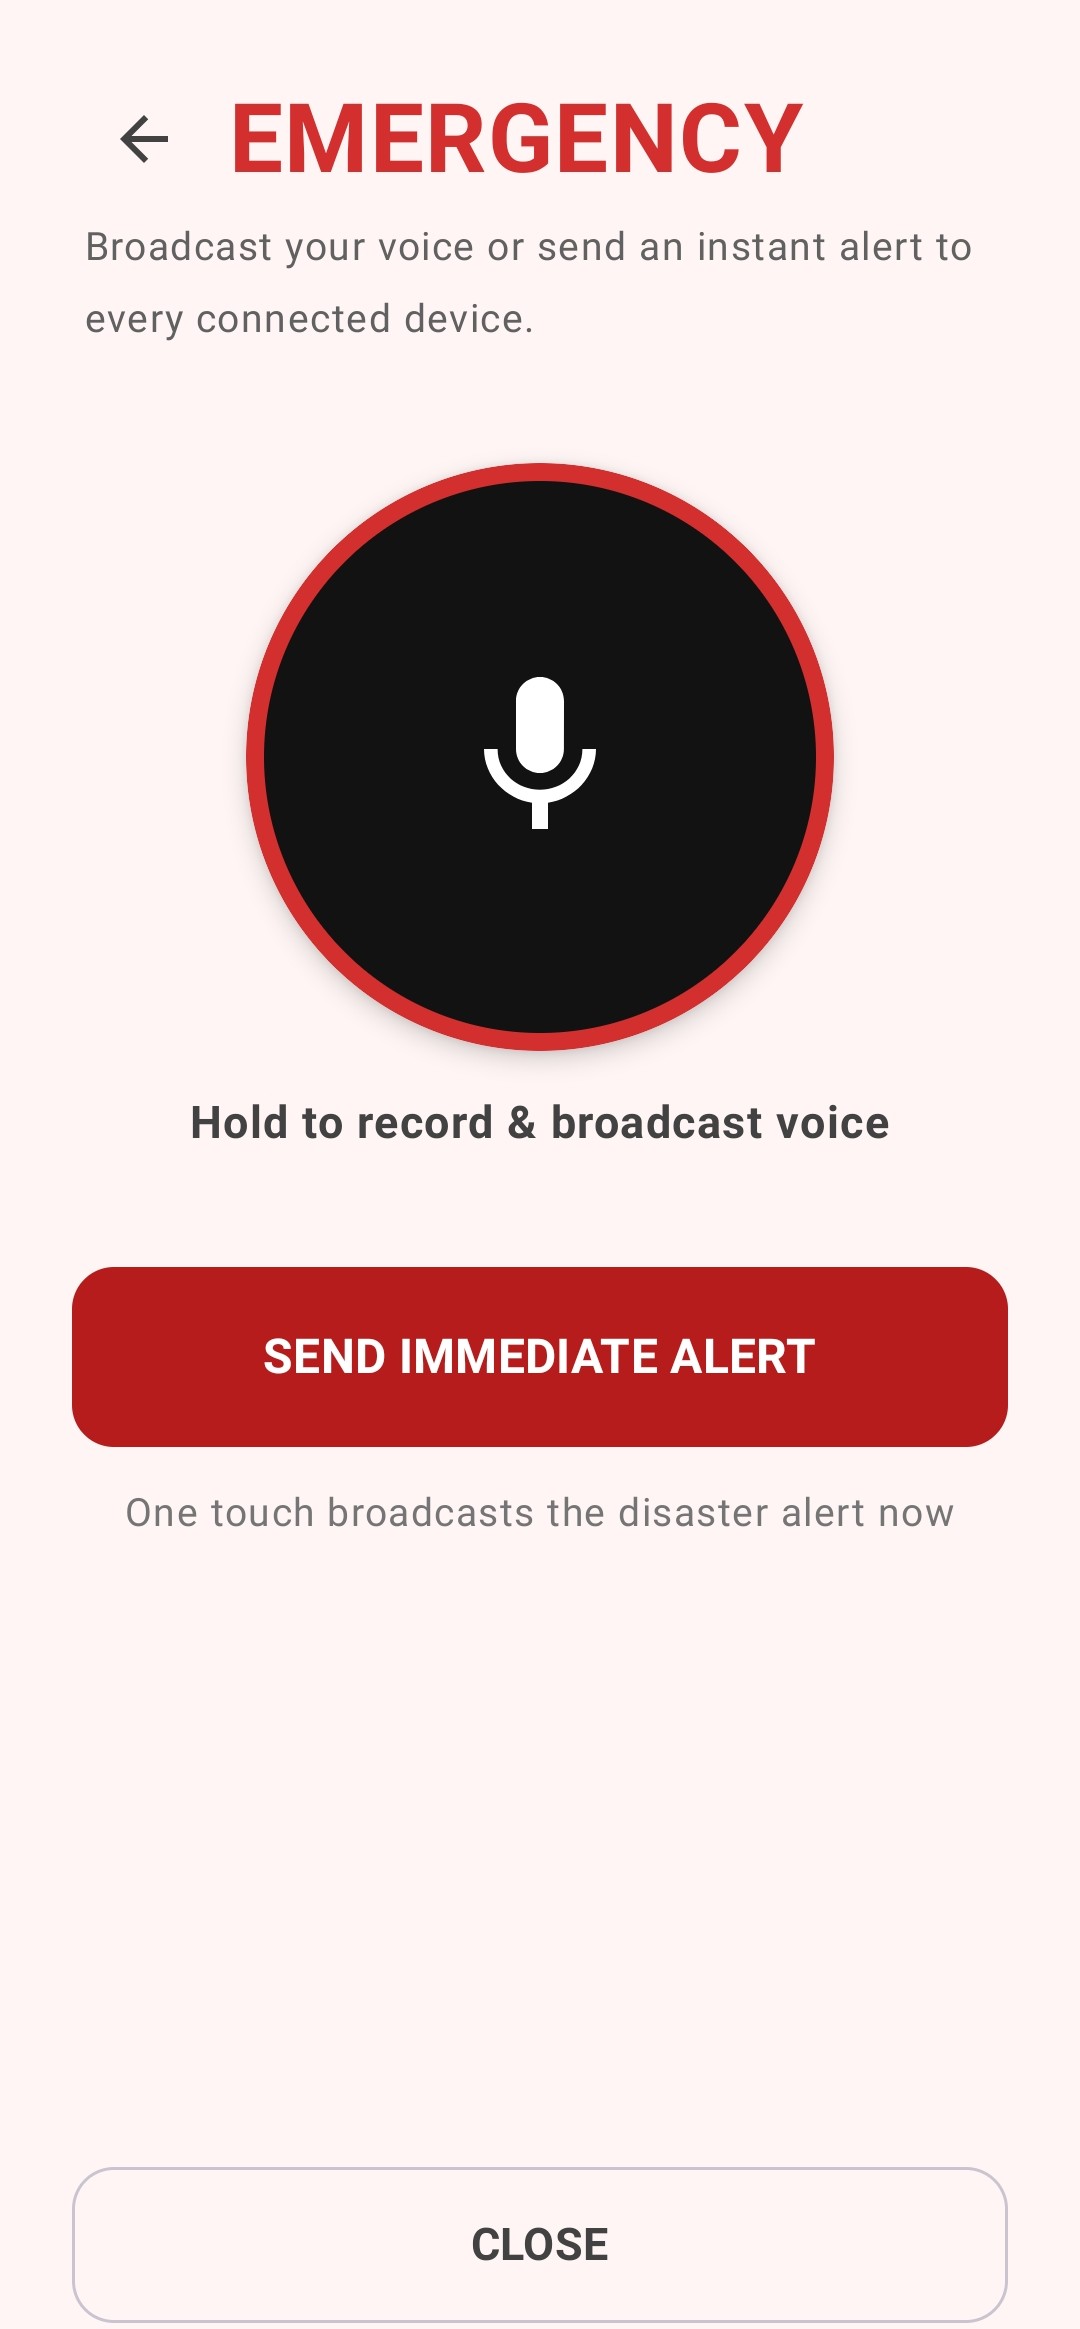 EMERGENCY
Broadcast your voice or send an instant alert to
every connected device.
Hold to record & broadcast voice
SEND IMMEDIATE ALERT
One touch broadcasts the disaster alert now
CLOSE